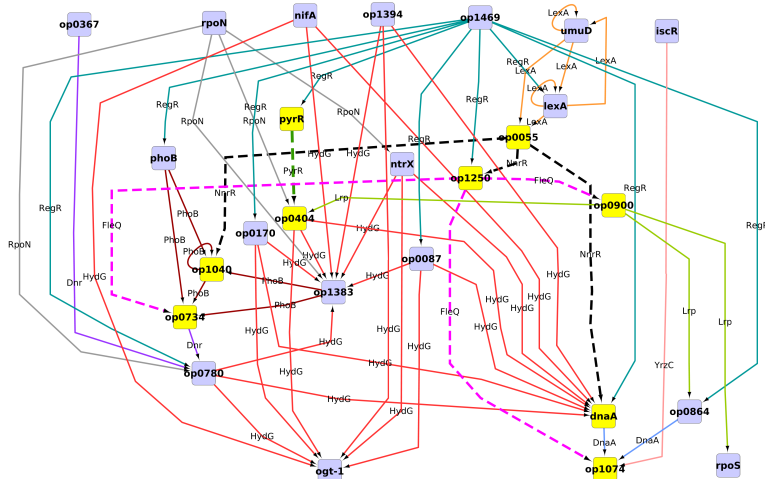 op0367
rpoN
nifA
op1394
op1469
LexA
umuD
iscR
LexA
LexA
RegR
LexA
RegR
LexA
RegR
RegR
RegR
RpoN
lexA
pyrR
RpoN
RpoN
LexA
op0055
RegR
phoB
HydG
HydG
ntrX
NnrR
PyrR
op1250
FleQ
NnrR
RegR
Lrp
op0900
RegR
PhoB
RegR
op0404
FleQ
op0170
HydG
PhoB
RpoN
PhoB
HydG
HydG
op0087
NnrR
op1040
HydG
HydG
Dnr
HydG
PhoB
op1383
PhoB
HydG
HydG
PhoB
HydG
FleQ
Lrp
op0734
Lrp
HydG
HydG
HydG
Dnr
HydG
HydG
YrzC
op0780
HydG
HydG
HydG
dnaA
op0864
HydG
DnaA
DnaA
ogt-1
op1074
rpoS